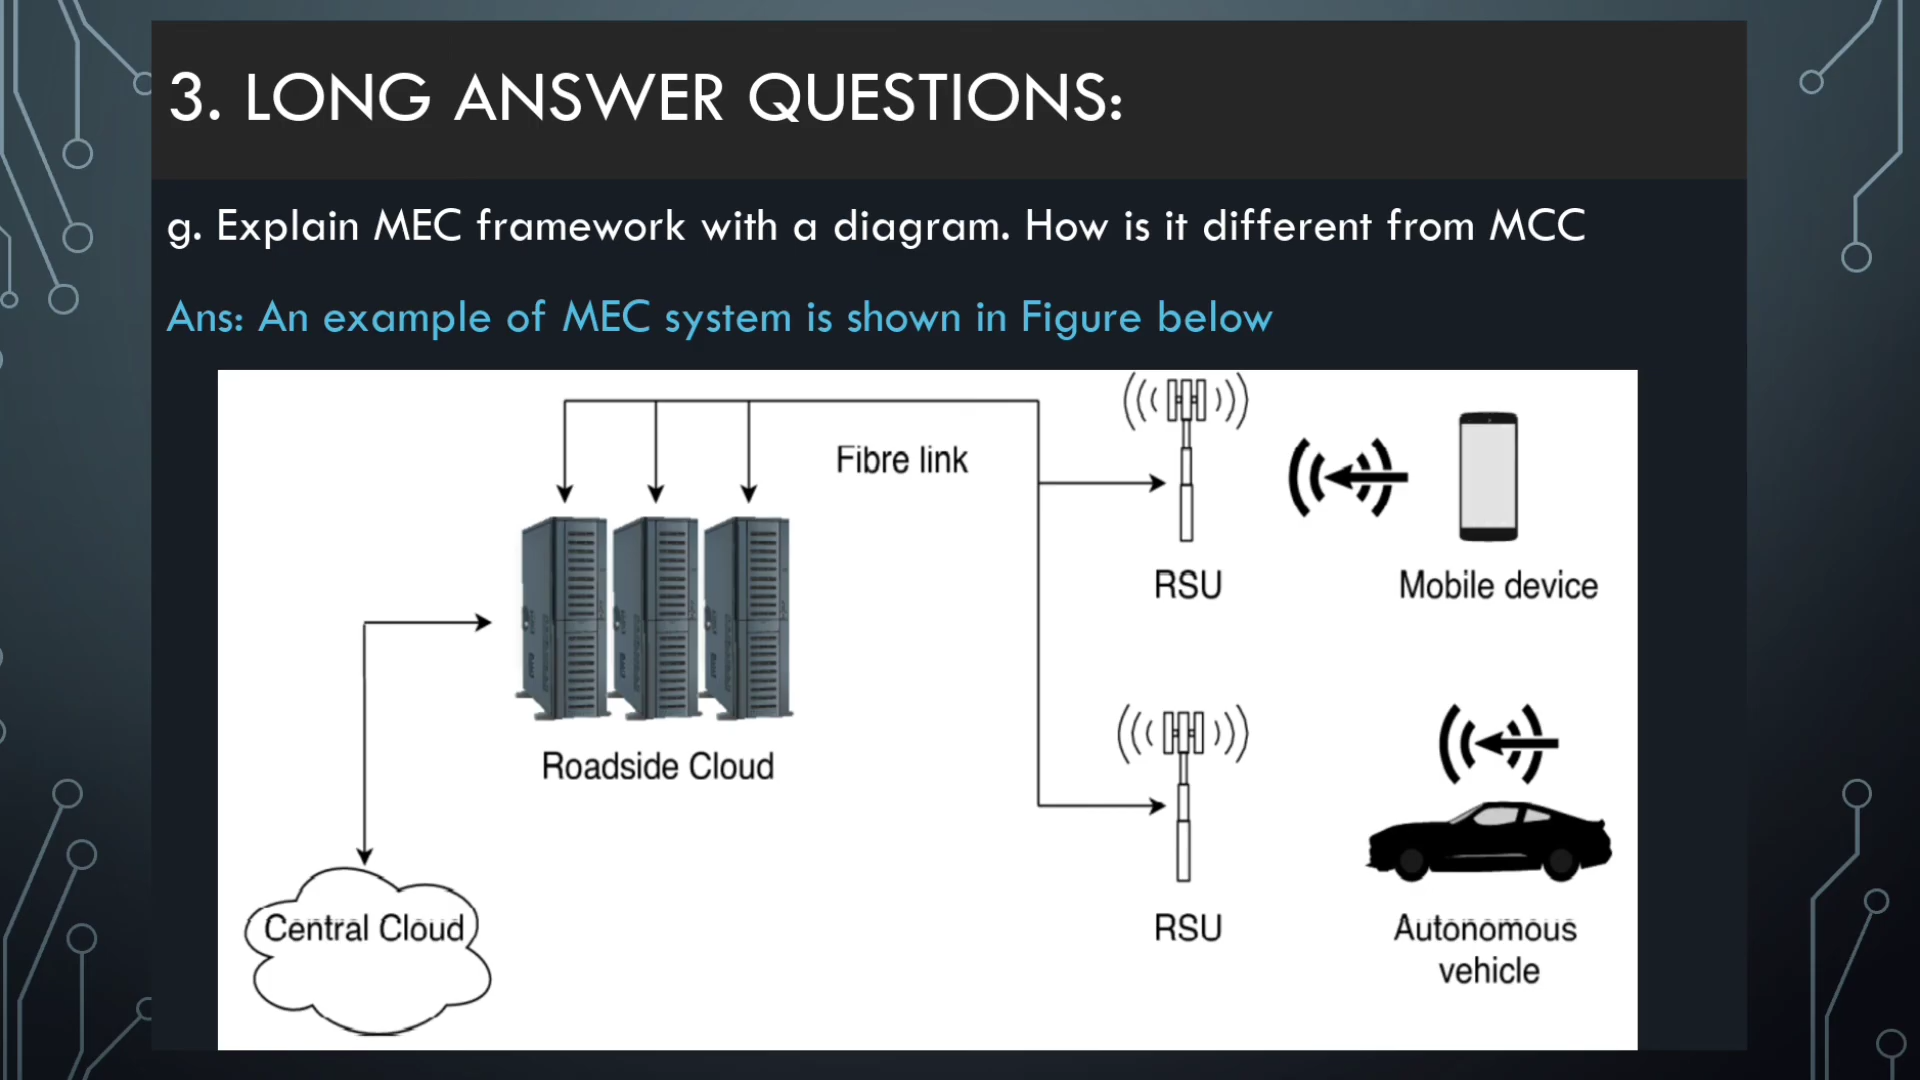 3. LONG ANSWER QUESTIONS:
g. Explain MEC framework with a diagram. How is it different from MCC
Ans: An example of MEC system is shown in Figure below
Fibre link
RSU
Mobile device
Roadside Cloud
Central Cloud
RSU
Autonomous
vehicle